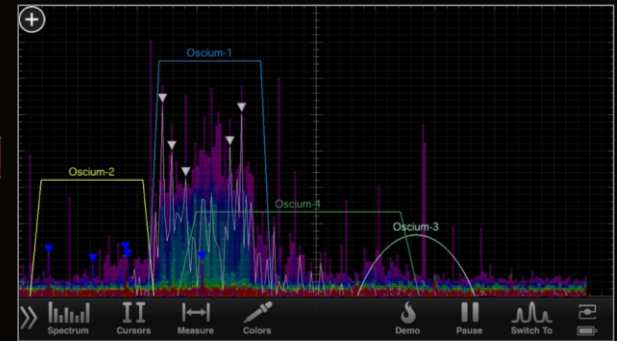 Oscium-1
Oscium-2
Oscium-4
Oscium-3
Spectrum
Cursors
Measure
Colors
Demo
Pause
Switch To